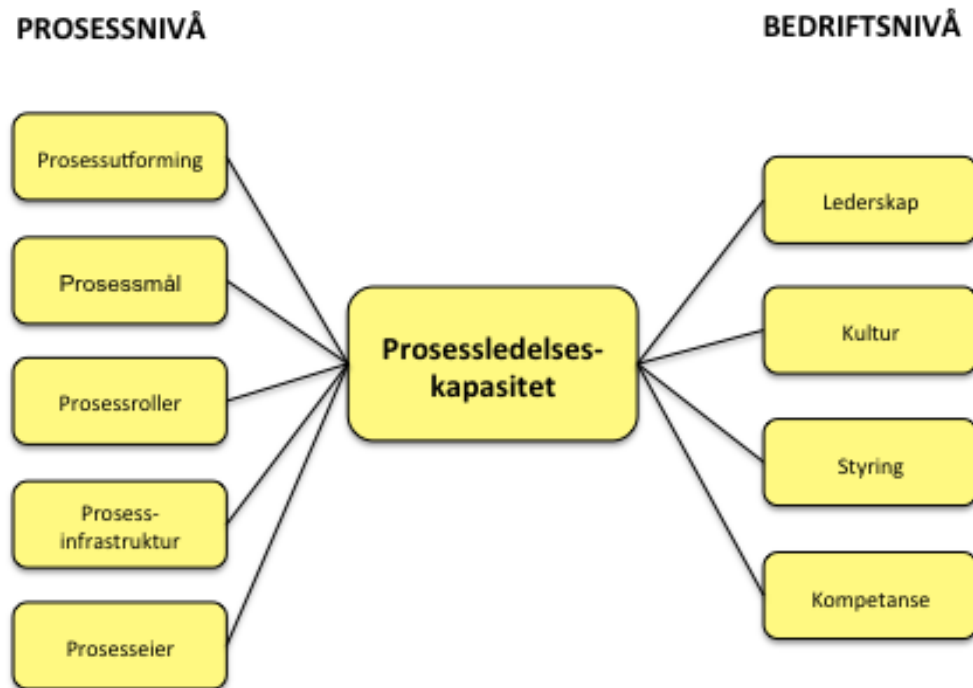 PROSESSNIVÅ
BEDRIFTSNIVÅ
Prosessutforming
Prosessmål
Prosessroller
Prosess-
infrastruktur
Prosesseier
Prosessledelses-
kapasitet
Lederskap
Kultur
Styring
Kompetanse